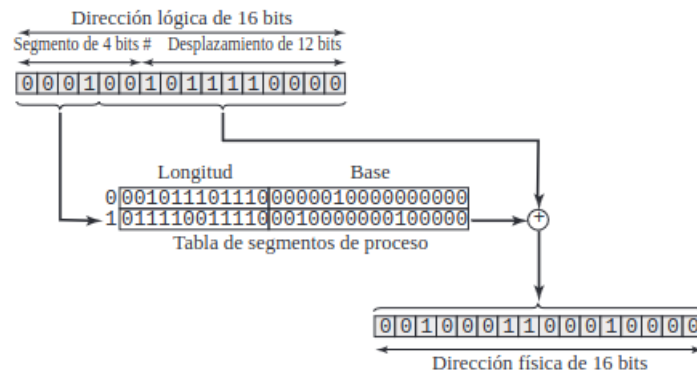 Dirección lógica de 16 bits
Segmento de 4 bits # Desplazamiento de 12 bits
0001001011110000
Longitud Base
0 001011101110 0000010000000000
1 011110011110 0010000000100000
+
Tabla de segmentos de proceso
0010001100010000
Dirección física de 16 bits